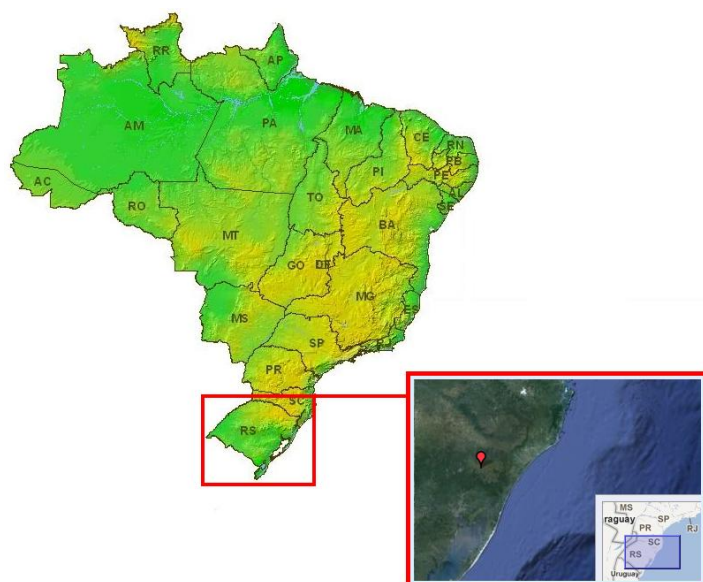 RR
AP
AM
PA
MA
CE
RN
PB
PI
PE
AC
AL
TO
SE
RO
BA
MT
GO
DF
MG
ES
MS
SP
RJ
PR
SC
RS
MS
raguay
SP
PR
RJ
SC
RS
Uruguay